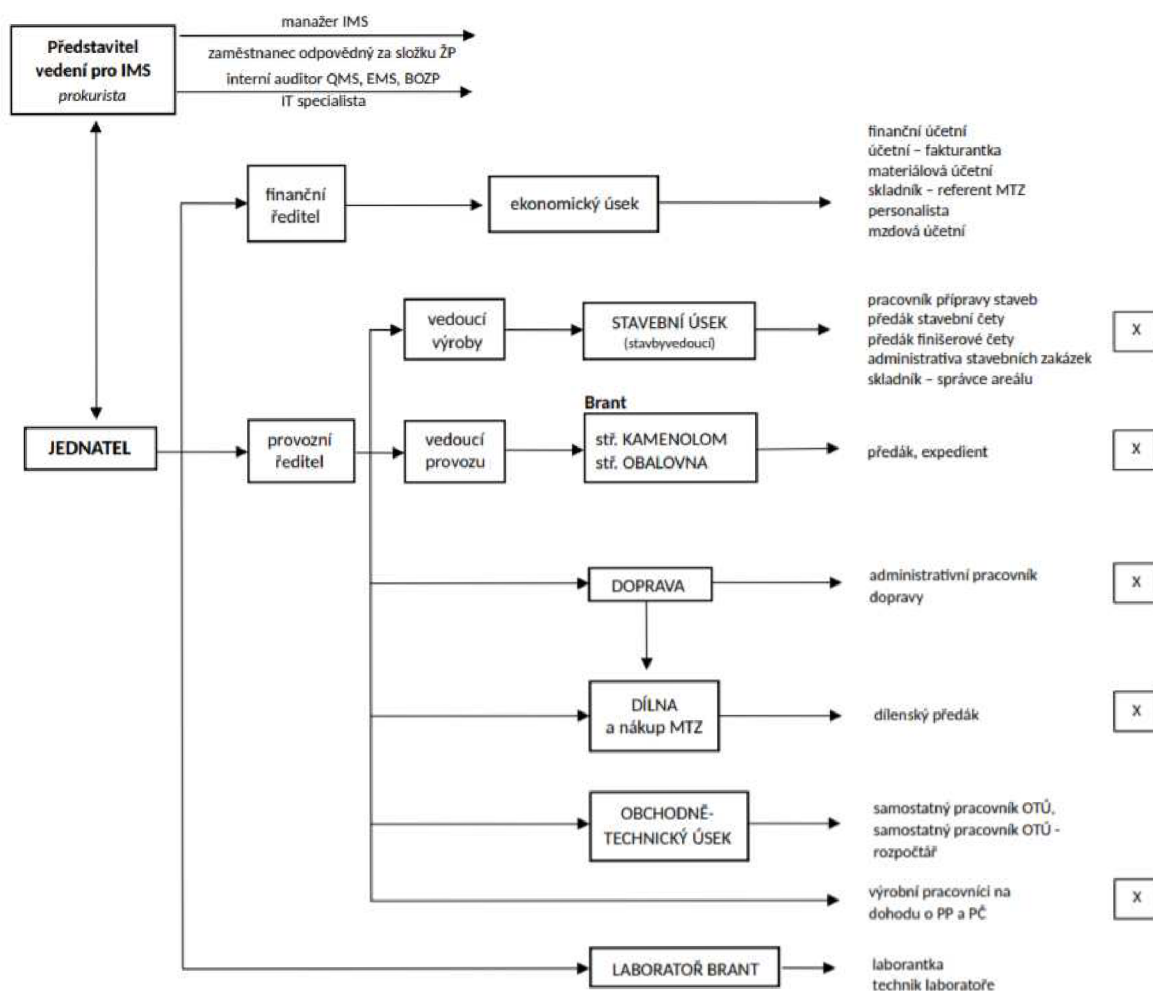 manažer IMS
Představitel
vedení pro IMS
prokurista
zaměstnanec odpovědný za složku ŽP
interní auditor QMS, EMS, BOZP
IT specialista
finanční
ředitel
ekonomický úsek
finanční účetní
účetní – fakturantka
materiálová účetní
skladník – referent MTZ
personalista
mzdová účetní
vedoucí
výroby
STAVEBNÍ ÚSEK
(stavbyvedoucí)
pracovník přípravy staveb
předák stavební čety
předák finišerové čety
administrativa stavebních zakázek
skladník – správce areálu
X
JEDNATEL
provozní
ředitel
vedoucí
provozu
Brant
stř. KAMENOLOM
stř. OBALOVNA
předák, expedient
X
DOPRAVA
administrativní pracovník
dopravy
X
DÍLNA
a nákup MTZ
dílenský předák
X
OBCHODNĚ-
TECHNICKÝ ÚSEK
samostatný pracovník OTÚ,
samostatný pracovník OTÚ -
rozpočtář
výrobní pracovníci na
dohodu o PP a PČ
X
LABORATOŘ BRANT
laborantka
technik laboratoře